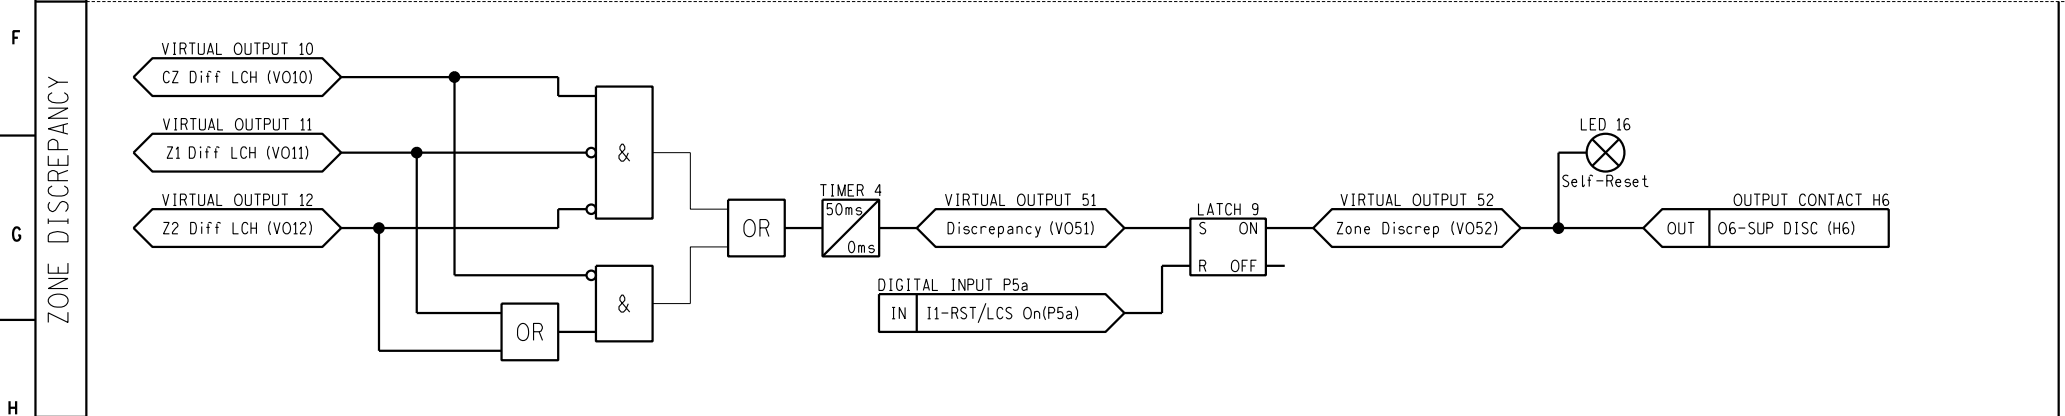 F
G
H
ZONE DISCREPANCY
VIRTUAL OUTPUT 10
CZ Diff LCH (VO10)
VIRTUAL OUTPUT 11
Z1 Diff LCH (VO11)
VIRTUAL OUTPUT 12
Z2 Diff LCH (VO12)
&
&
OR
OR
TIMER 4
50ms
0ms
VIRTUAL OUTPUT 51
Discrepancy (VO51)
DIGITAL INPUT P5a
IN I1-RST/LCS On(P5a)
LATCH 9
S ON
R OFF
VIRTUAL OUTPUT 52
Zone Discrep (VO52)
LED 16
Self-Reset
OUTPUT CONTACT H6
OUT O6-SUP DISC (H6)